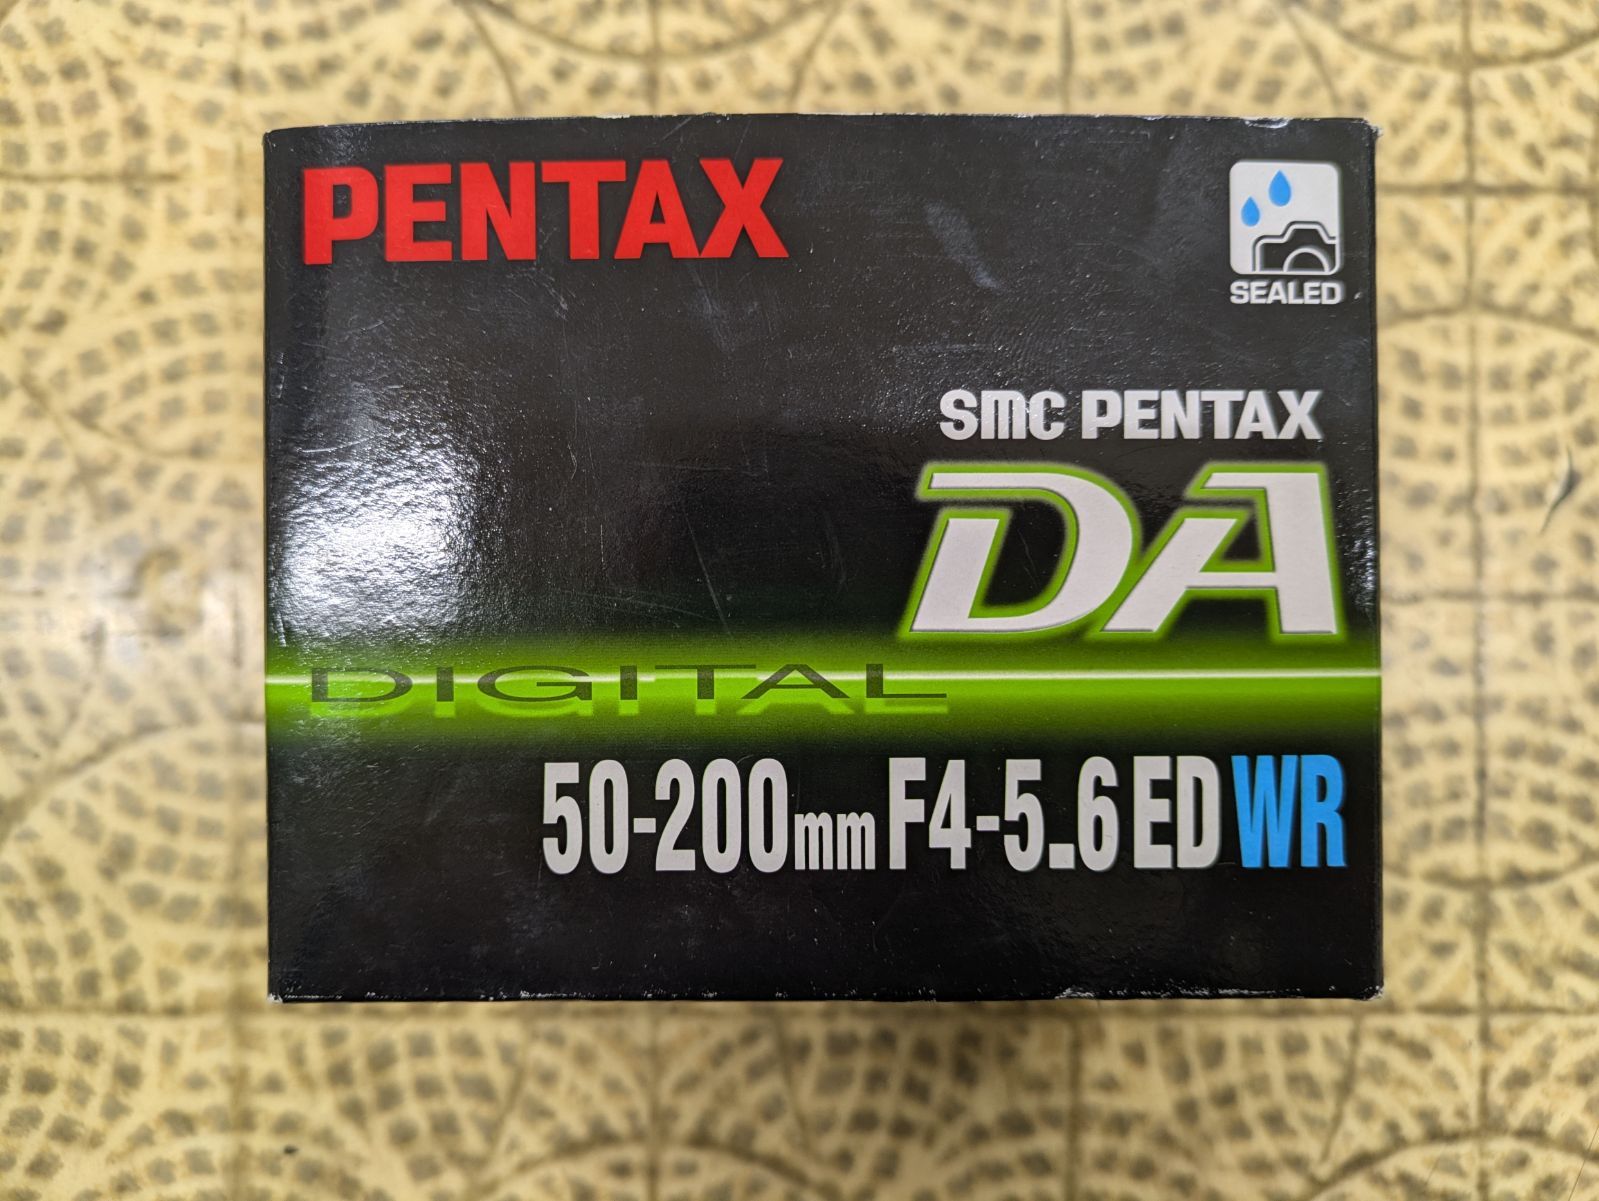 PENTAX
SEALED
smc PENTAX
DA
DIGITAL
50-200mm F4-5.6 ED WR